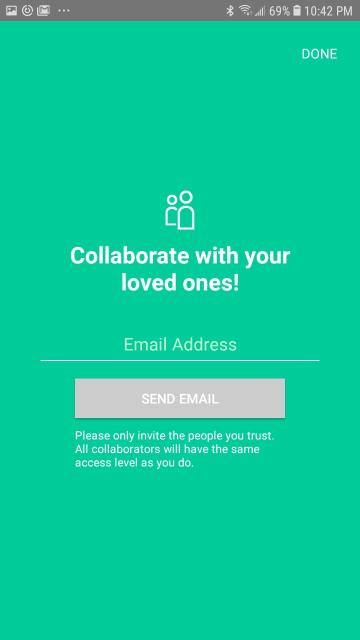 69% 10:42 PM
DONE
Collaborate with your
loved ones!
Email Address
SEND EMAIL
Please only invite the people you trust.
All collaborators will have the same
access level as you do.